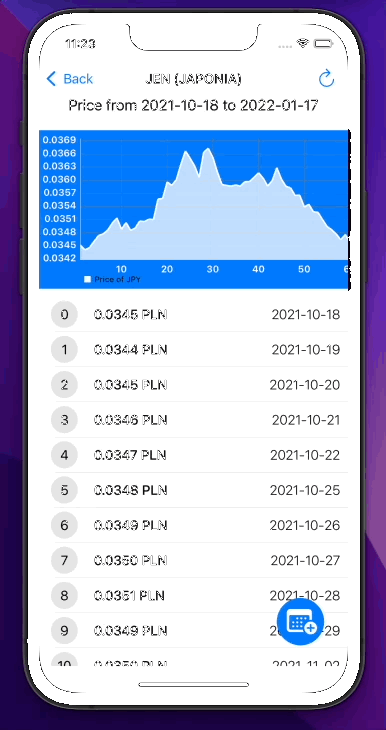 11:23
Back JEN (JAPONIA)
Price from 2021-10-18 to 2022-01-17
0.0369
0.0366
0.0363
0.0360
0.0357
0.0354
0.0351
0.0348
0.0345
0.0342
10 20 30 40 50
Price of JPY
0 0.0345 PLN 2021-10-18
1 0.0344 PLN 2021-10-19
2 0.0345 PLN 2021-10-20
3 0.0346 PLN 2021-10-21
4 0.0347 PLN 2021-10-22
5 0.0348 PLN 2021-10-25
6 0.0349 PLN 2021-10-26
7 0.0350 PLN 2021-10-27
8 0.0351 PLN 2021-10-28
9 0.0349 PLN 29
10 0.0350 PLN 2021-11-02